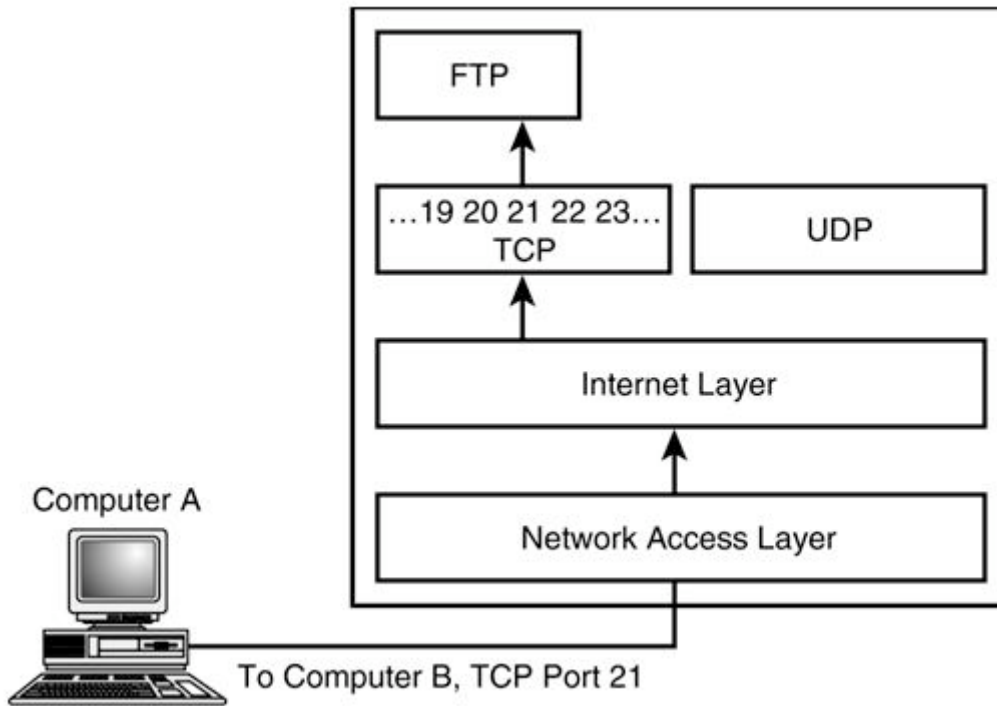 FTP
…19 20 21 22 23…
TCP
UDP
Internet Layer
Network Access Layer
Computer A
To Computer B, TCP Port 21